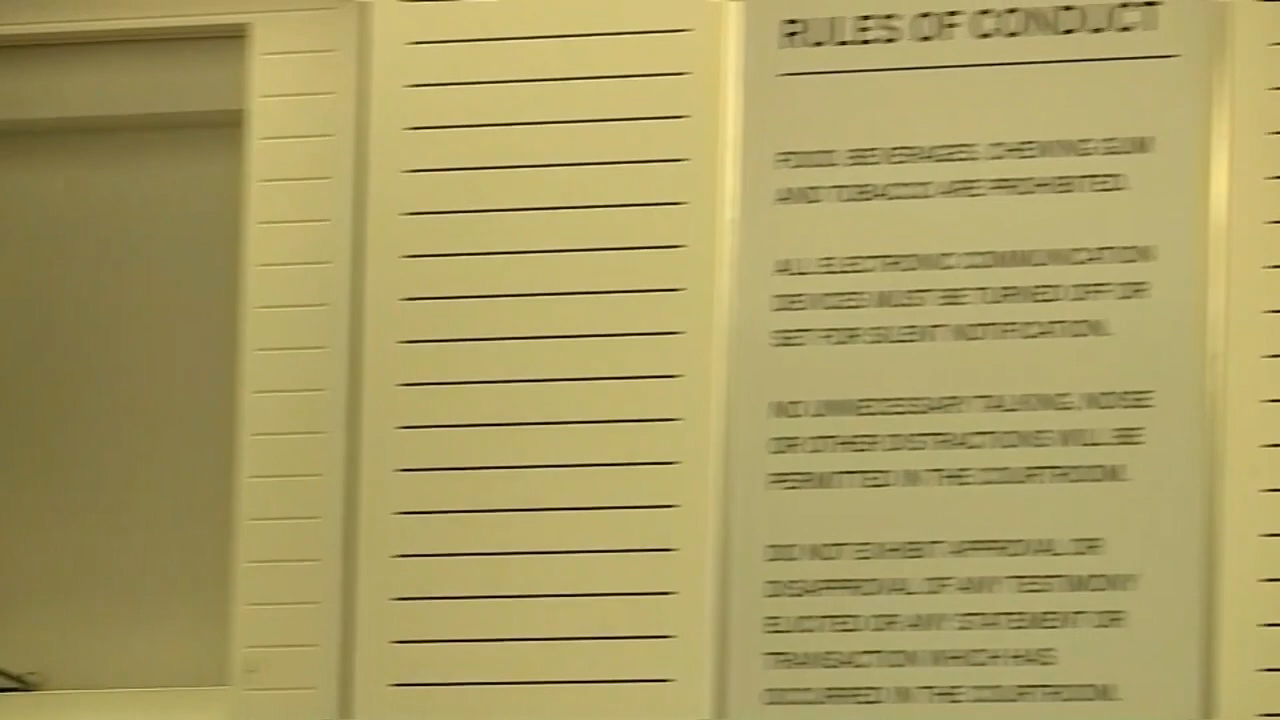 RULES OF CONDUCT
FOOD, BEVERAGES, CHEWING GUM
AND TOBACCO ARE PROHIBITED.
ALL ELECTRONIC COMMUNICATION
DEVICES MUST BE TURNED OFF OR
SET FOR SILENT NOTIFICATION.
NO UNNECESSARY TALKING, NOISE
OR OTHER DISTRACTIONS WILL BE
PERMITTED IN THE COURTROOM.
DO NOT EXHIBIT APPROVAL OR
DISAPPROVAL OF ANY TESTIMONY
ELICITED OR ANY STATEMENT OR
TRANSACTION WHICH HAS
OCCURRED IN THE COURTROOM.